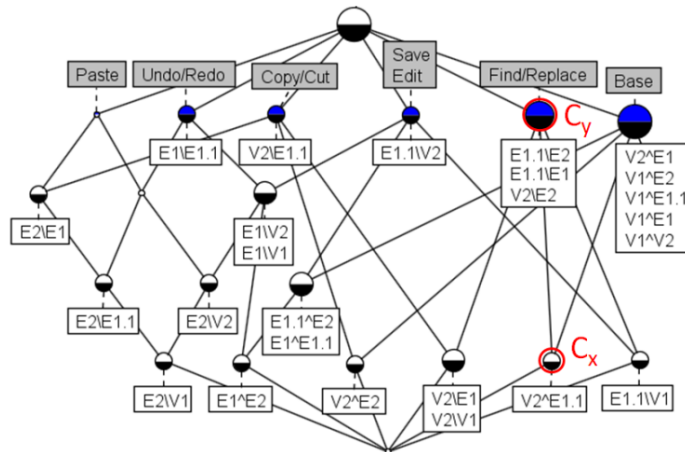 Paste
Undo/Redo
Copy/Cut
Save
Edit
Find/Replace
Base
Cy
E1\E1.1
V2\E1.1
E1.1\V2
E1.1\E2
E1.1\E1
V2\E2
V2^E1
V1^E2
V1^E1.1
V1^E1
V1^V2
E2\E1
E1\V2
E1\V1
E2\E1.1
E2\V2
E1.1^E2
E1^E1.1
Cx
E2\V1
E1^E2
V2^E2
V2\E1
V2\V1
V2^E1.1
E1.1\V1